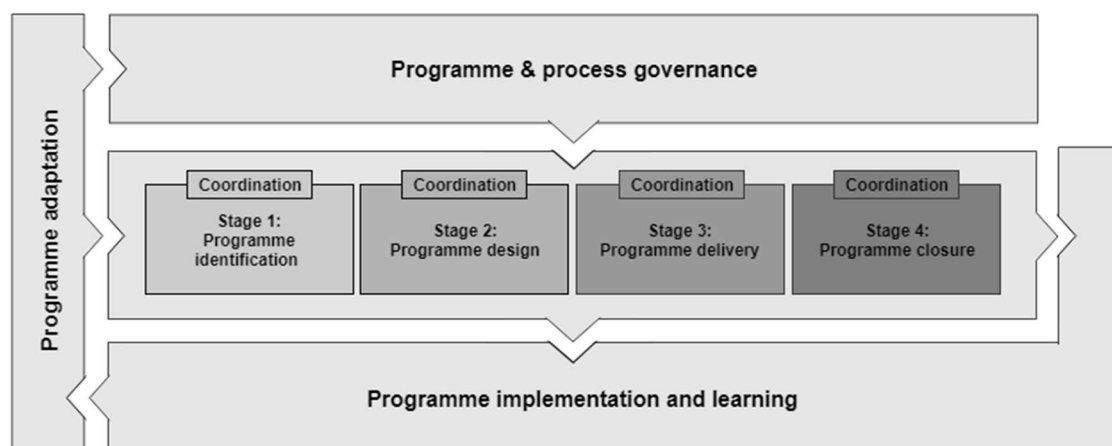 Programme & process governance
Programme adaptation
Coordination
Stage 1:
Programme
identification
Coordination
Stage 2:
Programme design
Coordination
Stage 3:
Programme delivery
Coordination
Stage 4:
Programme closure
Programme implementation and learning